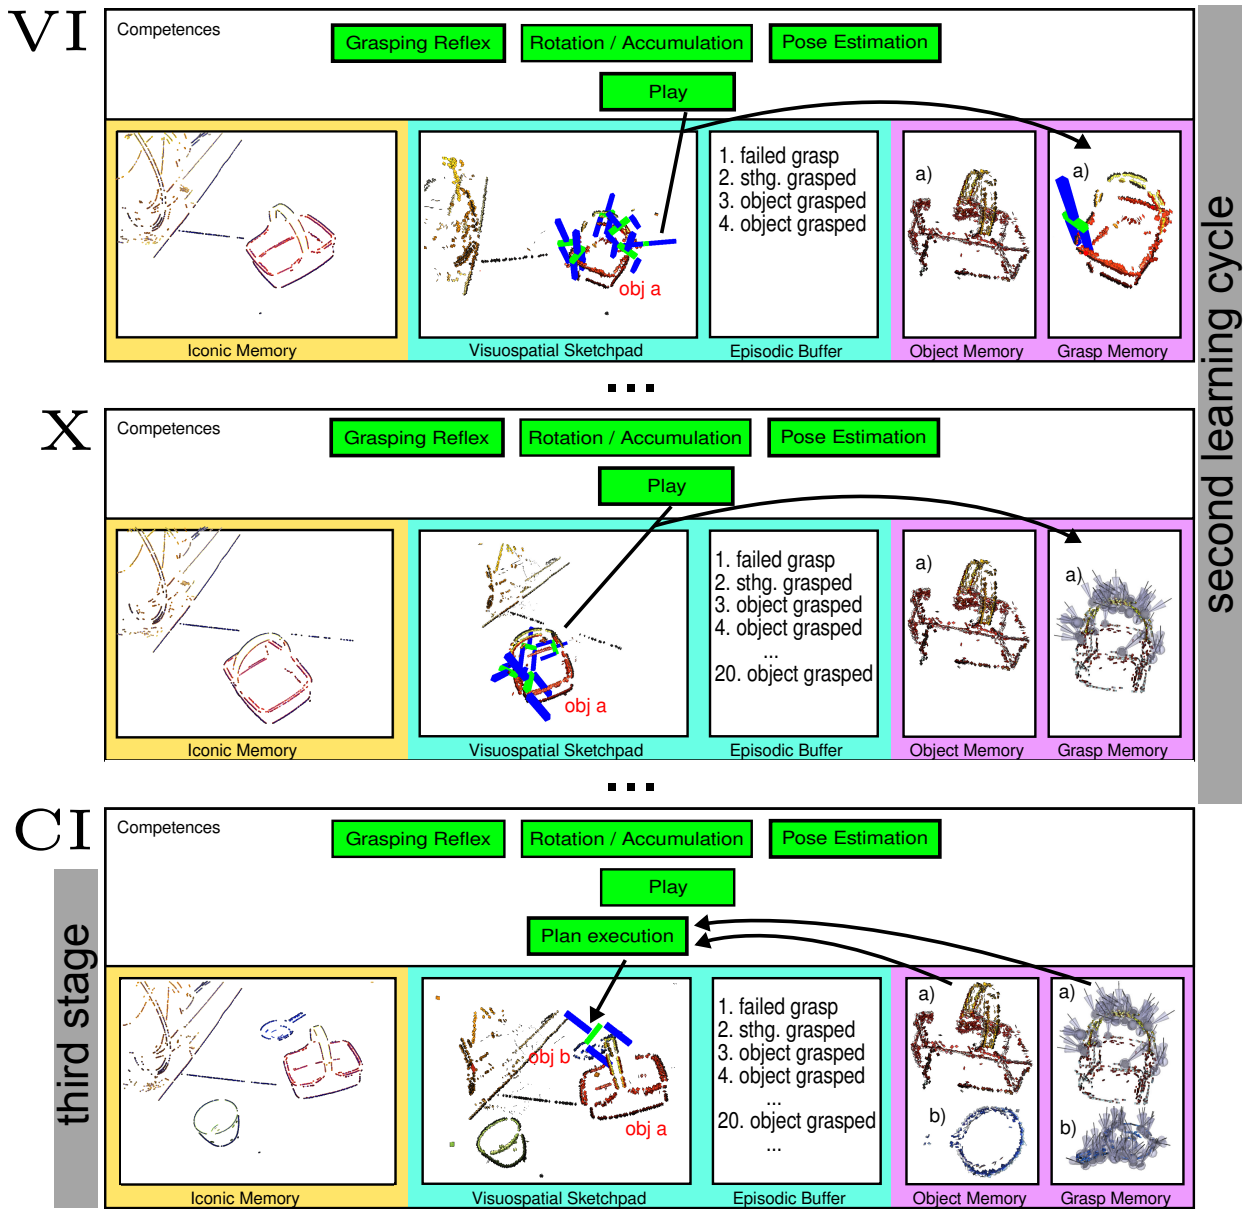 VI
Competences
Grasping Reflex
Rotation / Accumulation
Pose Estimation
Play
obj a
1. failed grasp
2. sthg. grasped
3. object grasped
4. object grasped
a)
a)
Iconic Memory
Visuospatial Sketchpad
Episodic Buffer
Object Memory
Grasp Memory
...
second learning cycle
X
Competences
Grasping Reflex
Rotation / Accumulation
Pose Estimation
Play
obj a
1. failed grasp
2. sthg. grasped
3. object grasped
4. object grasped
...
20. object grasped
a)
a)
Iconic Memory
Visuospatial Sketchpad
Episodic Buffer
Object Memory
Grasp Memory
...
CI
third stage
Competences
Grasping Reflex
Rotation / Accumulation
Pose Estimation
Play
Plan execution
obj b
obj a
1. failed grasp
2. sthg. grasped
3. object grasped
4. object grasped
...
20. object grasped
...
a)
b)
a)
b)
Iconic Memory
Visuospatial Sketchpad
Episodic Buffer
Object Memory
Grasp Memory